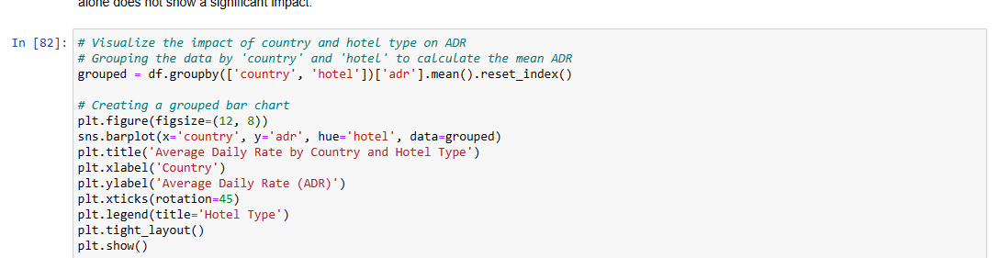 alone does not show a significant impact.
In [82]: # Visualize the impact of country and hotel type on ADR
# Grouping the data by 'country' and 'hotel' to calculate the mean ADR
grouped = df.groupby(['country', 'hotel'])['adr'].mean().reset_index()
# Creating a grouped bar chart
plt.figure(figsize=(12, 8))
sns.barplot(x='country', y='adr', hue='hotel', data=grouped)
plt.title('Average Daily Rate by Country and Hotel Type')
plt.xlabel('Country')
plt.ylabel('Average Daily Rate (ADR)')
plt.xticks(rotation=45)
plt.legend(title='Hotel Type')
plt.tight_layout()
plt.show()